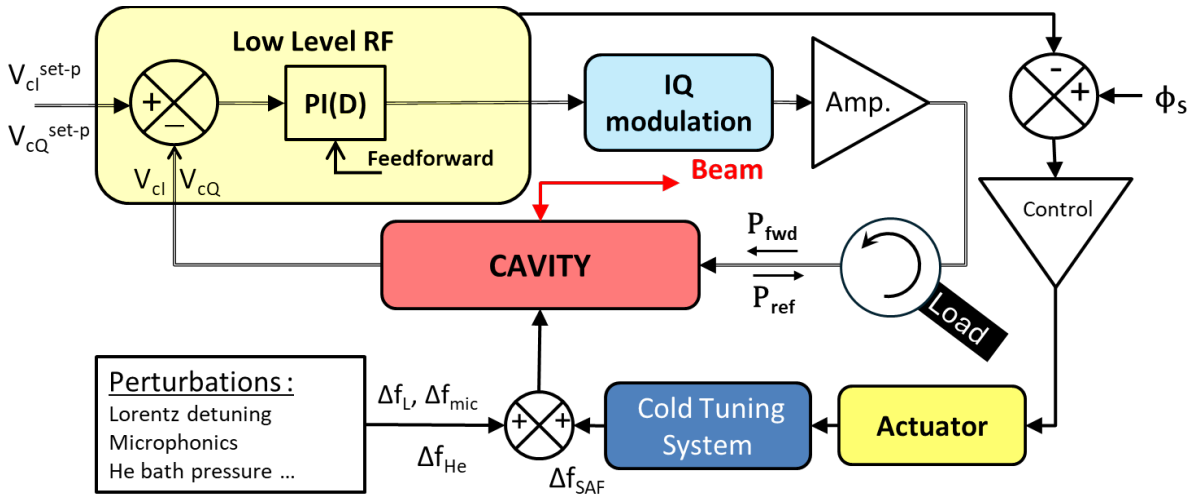 Low Level RF
V_cI^set-p
V_cQ^set-p
+
−
PI(D)
Feedforward
V_cI V_cQ
IQ
modulation
Amp.
-
+
ϕ_s
Control
Beam
CAVITY
P_fwd
P_ref
Load
Perturbations :
Lorentz detuning
Microphonics
He bath pressure ...
Δf_L, Δf_mic
Δf_He
+
+
Δf_SAF
Cold Tuning
System
Actuator